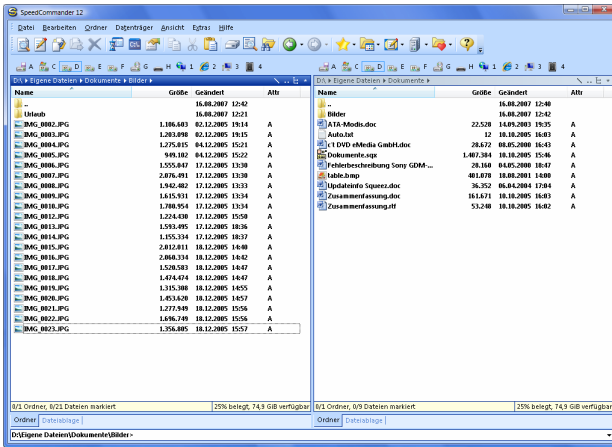 SpeedCommander 12
Datei Bearbeiten Ordner Datenträger Ansicht Extras Hilfe
A C D E F G H 1 2 3 4
A C D E F G H 1 2 3 4
D:\ Eigene Dateien Dokumente Bilder
Name Größe Geändert Attr
.. 16.08.2007 12:42
Urlaub 16.08.2007 12:21
IMG_0002.JPG 1.106.603 02.12.2005 19:14 A
IMG_0003.JPG 1.203.098 02.12.2005 19:15 A
IMG_0004.JPG 1.275.015 04.12.2005 15:21 A
IMG_0005.JPG 949.102 04.12.2005 15:22 A
IMG_0006.JPG 1.555.047 17.12.2005 13:30 A
IMG_0007.JPG 2.076.491 17.12.2005 13:30 A
IMG_0008.JPG 1.942.482 17.12.2005 13:33 A
IMG_0009.JPG 1.615.931 17.12.2005 13:34 A
IMG_0010.JPG 1.780.954 17.12.2005 13:34 A
IMG_0012.JPG 1.224.430 17.12.2005 15:50 A
IMG_0013.JPG 1.593.495 17.12.2005 18:36 A
IMG_0014.JPG 1.155.334 17.12.2005 18:37 A
IMG_0015.JPG 2.012.011 18.12.2005 14:40 A
IMG_0016.JPG 2.060.334 18.12.2005 14:42 A
IMG_0017.JPG 1.520.583 18.12.2005 14:47 A
IMG_0018.JPG 1.474.474 18.12.2005 14:47 A
IMG_0019.JPG 1.315.308 18.12.2005 14:55 A
IMG_0020.JPG 1.453.620 18.12.2005 14:57 A
IMG_0021.JPG 1.277.949 18.12.2005 15:56 A
IMG_0022.JPG 1.696.749 18.12.2005 15:56 A
IMG_0023.JPG 1.356.805 18.12.2005 15:57 A
0/1 Ordner, 0/21 Dateien markiert 25% belegt, 74,9 GiB verfügbar
Ordner Dateiablage
D:\ Eigene Dateien Dokumente
Name Größe Geändert Attr
.. 16.08.2007 12:40
Bilder 16.08.2007 12:42
ATA-Modis.doc 22.528 14.09.2003 19:35 A
Auto.txt 12 10.10.2005 16:03 A
c't DVD eMedia GmbH.doc 28.672 08.05.2000 16:43 A
Dokumente.sqx 1.407.384 10.10.2005 15:46 A
Fehlerbeschreibung Sony GDM-... 28.160 04.05.2000 18:47 A
table.bmp 401.078 18.08.2001 14:00 A
Updateinfo Squeez.doc 36.352 06.04.2004 17:04 A
Zusammenfassung.doc 161.671 10.10.2005 16:03 A
Zusammenfassung.rtf 53.248 10.10.2005 16:02 A
0/1 Ordner, 0/9 Dateien markiert 25% belegt, 74,9 GiB verfügbar
Ordner Dateiablage
D:\Eigene Dateien\Dokumente\Bilder>